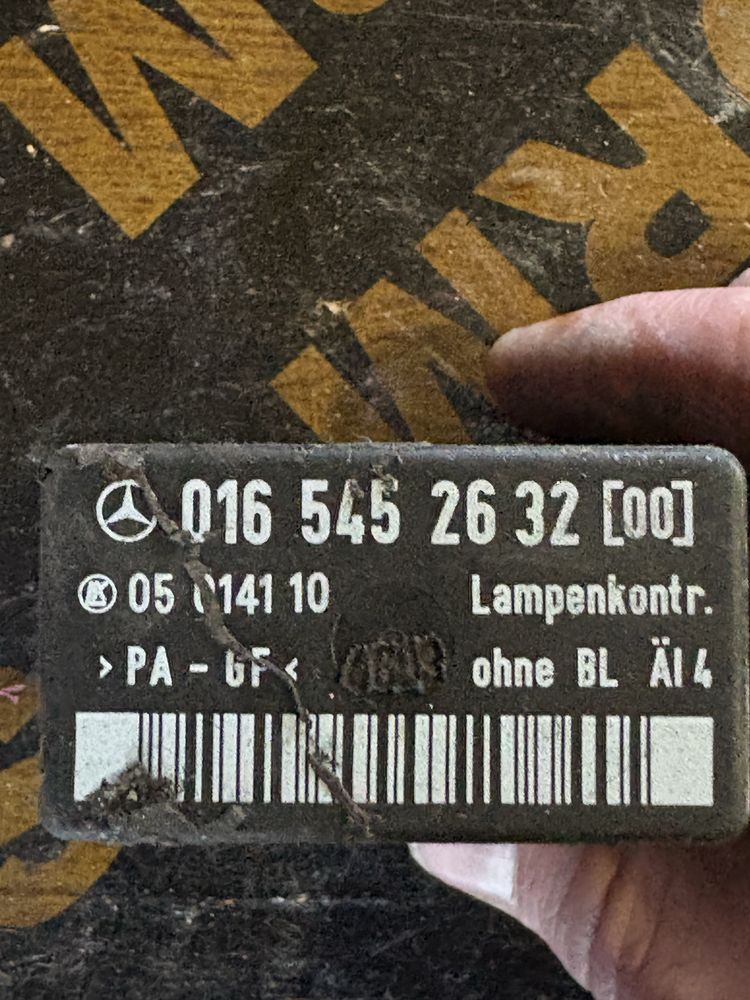 016 545 26 32 [00]
05 0141 10 Lampenkontr.
>PA - GF< ohne BL ÄI 4